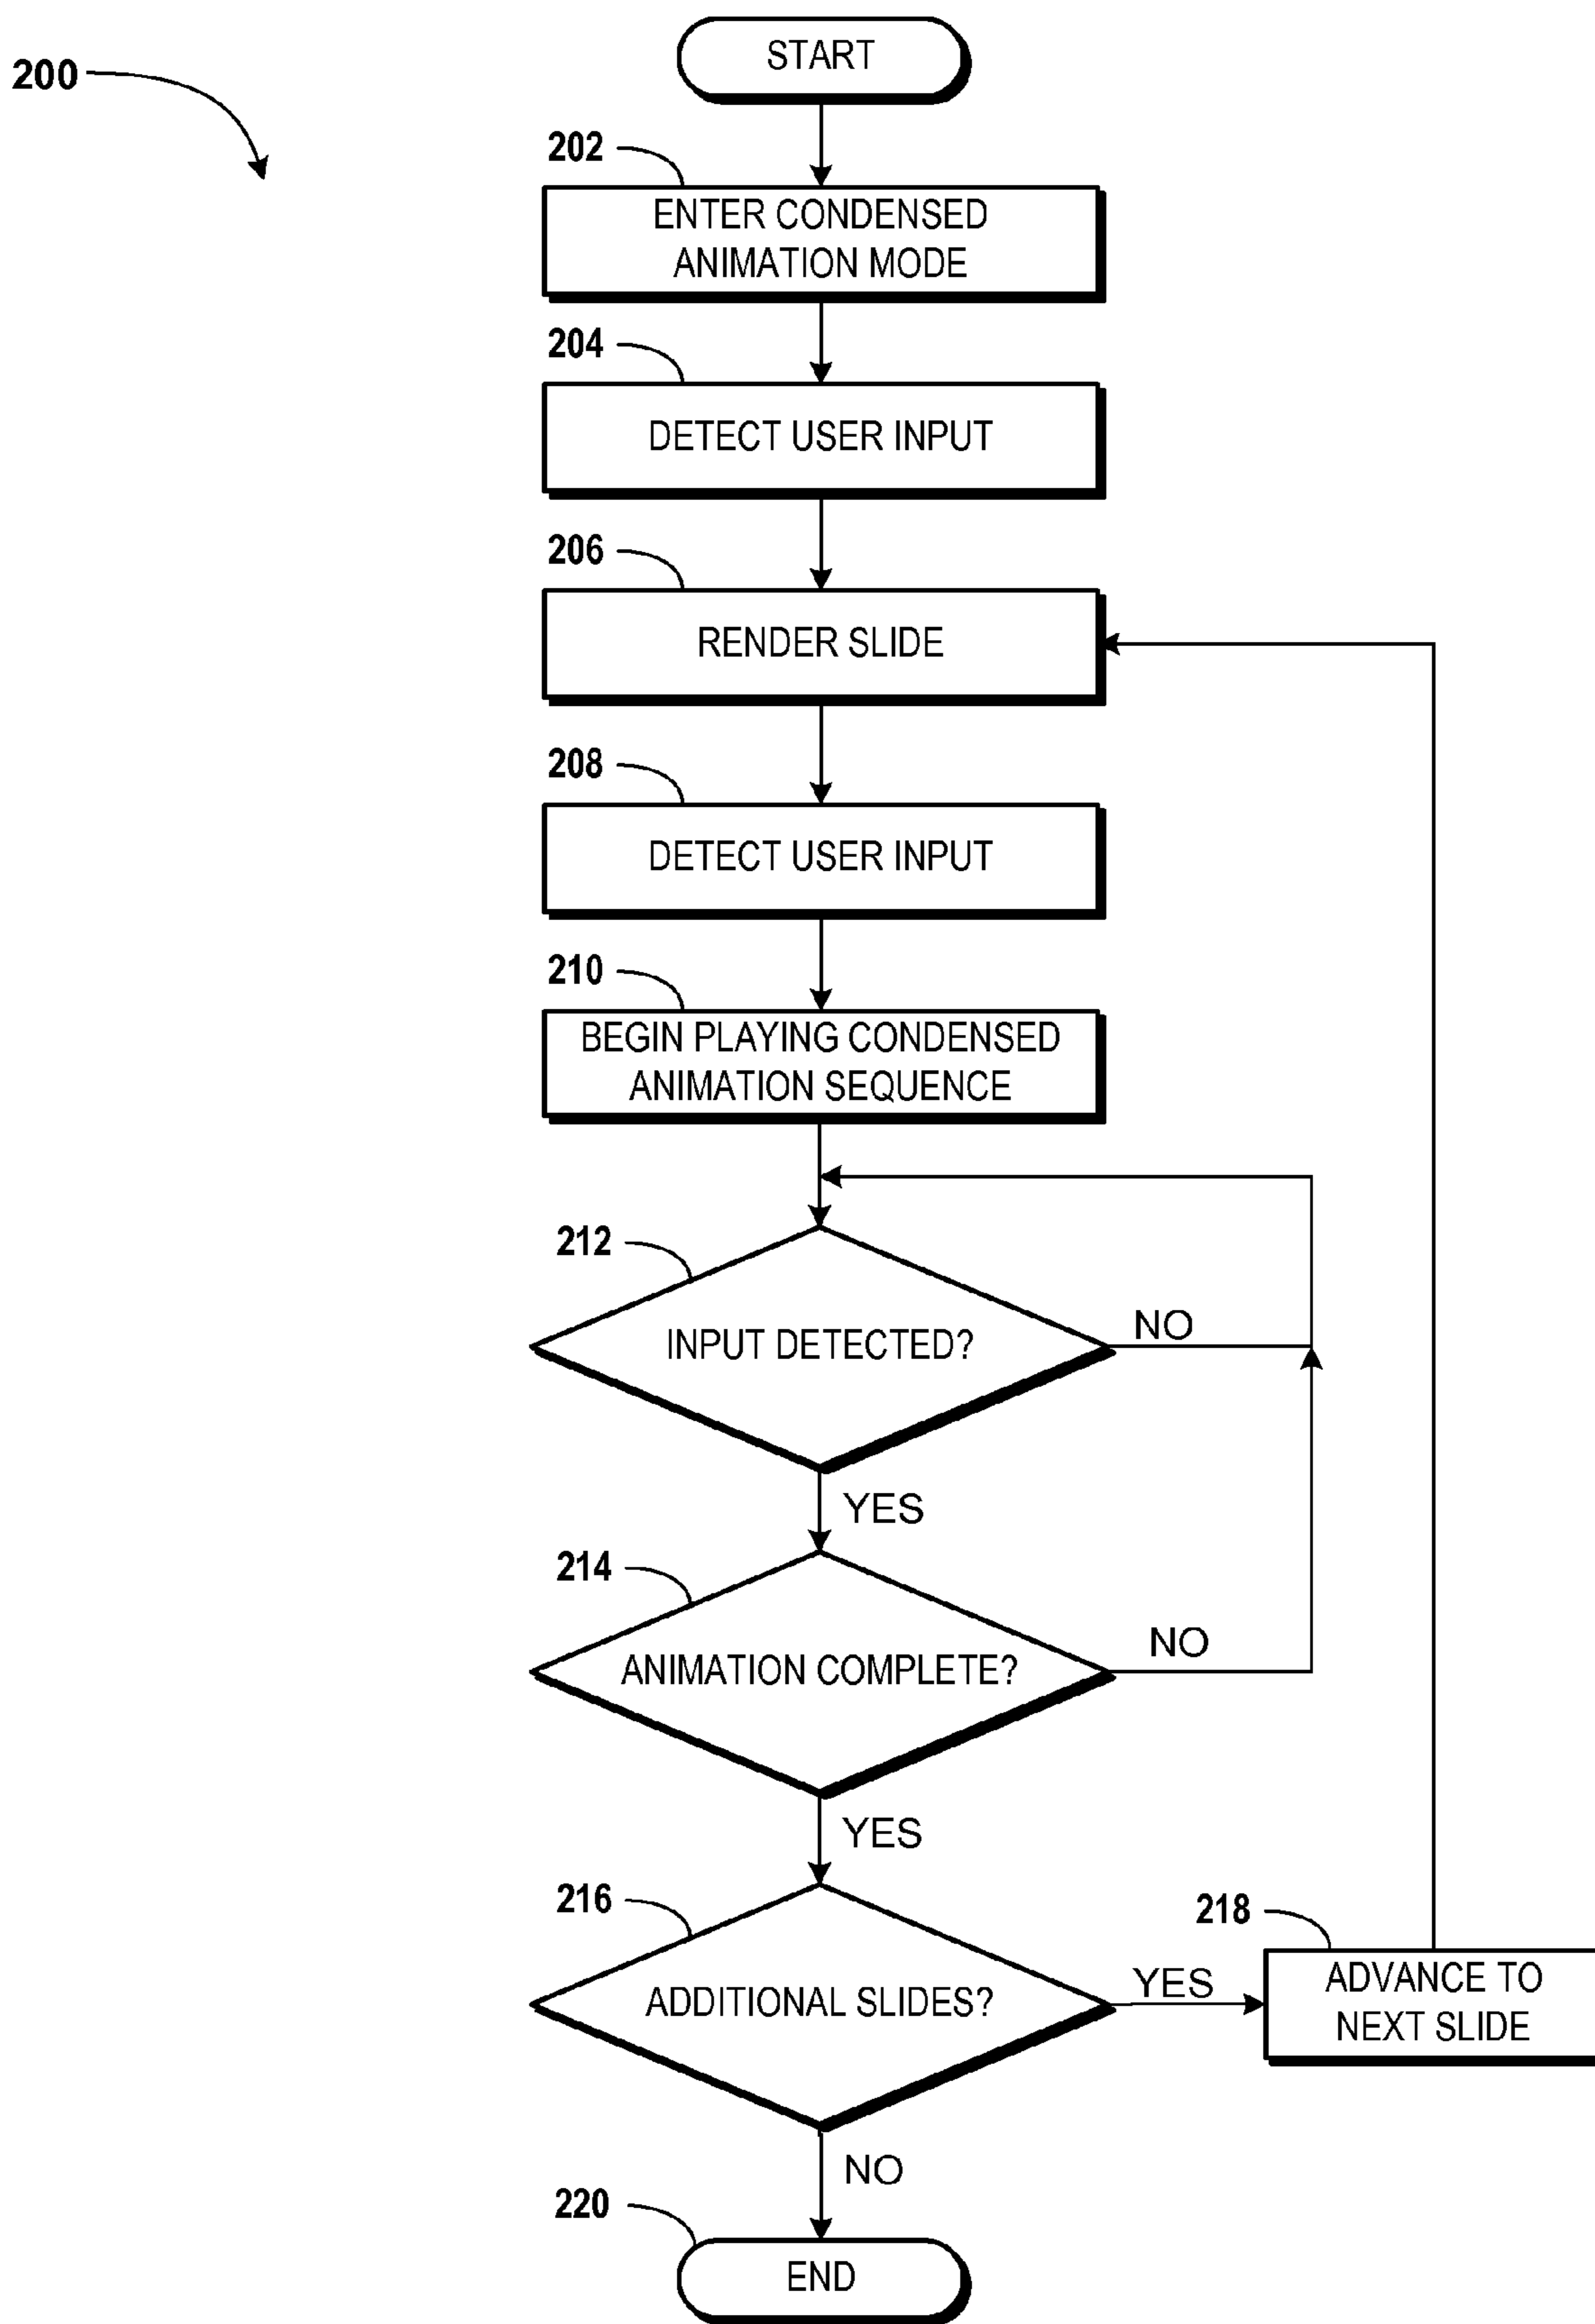 START
200
202
ENTER CONDENSED
ANIMATION MODE
204
DETECT USER INPUT
206
RENDER SLIDE
208
DETECT USER INPUT
210
BEGIN PLAYING CONDENSED
ANIMATION SEQUENCE
212
INPUT DETECTED?
NO
YES
214
ANIMATION COMPLETE?
NO
YES
216
ADDITIONAL SLIDES?
YES
218
ADVANCE TO
NEXT SLIDE
NO
220
END